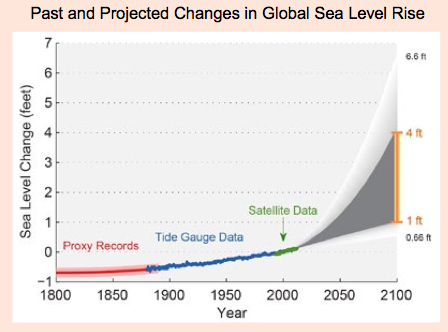 Past and Projected Changes in Global Sea Level Rise
Sea Level Change (feet)
7
6
5
4
3
2
1
0
−1
6.6 ft
4 ft
1 ft
0.66 ft
Satellite Data
Tide Gauge Data
Proxy Records
1800 1850 1900 1950 2000 2050 2100
Year